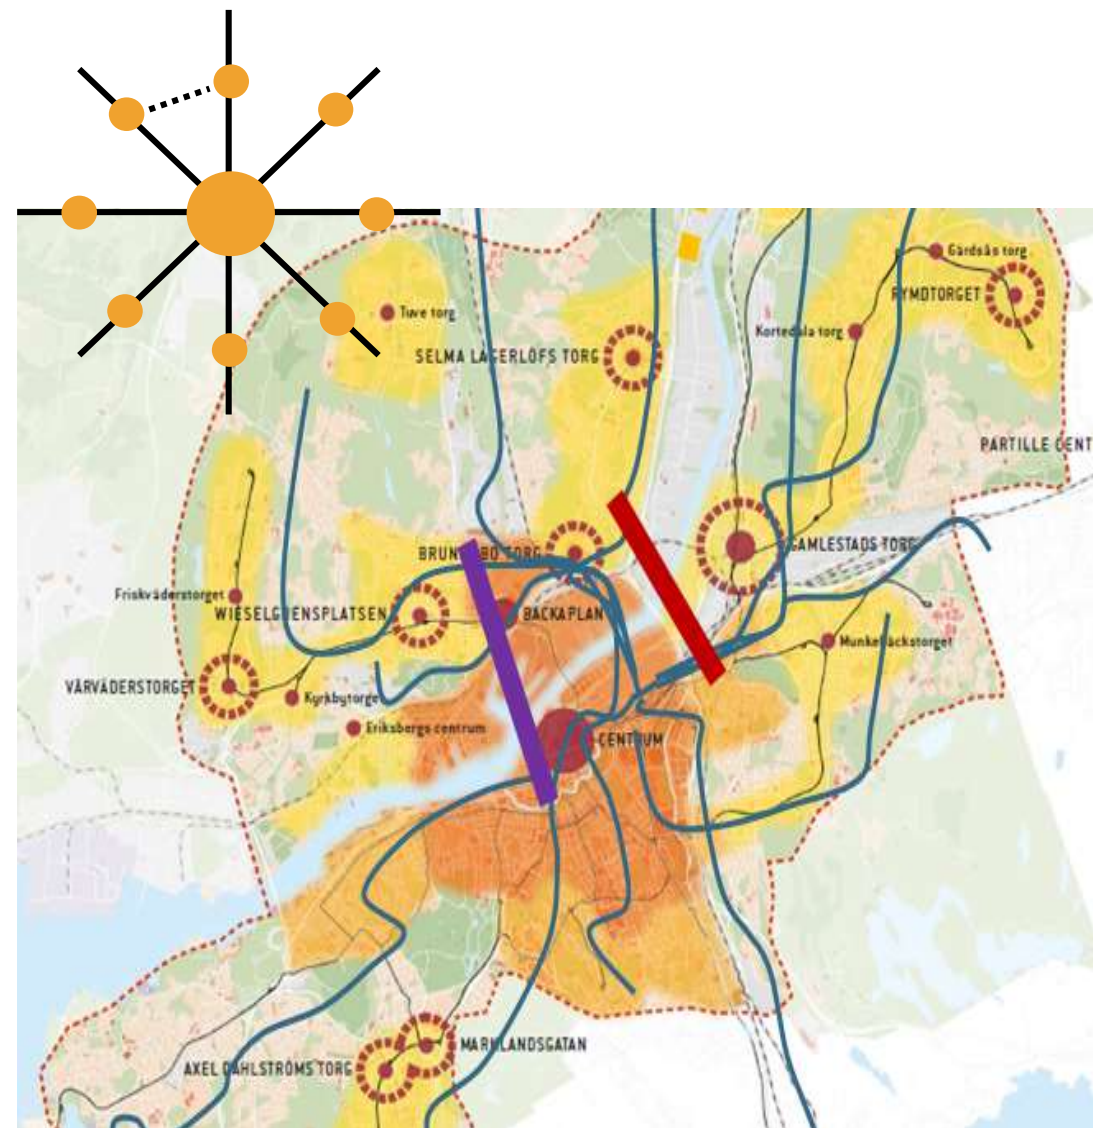 Gårdsås torg
RYMDTORGET
Tuve torg
Kortedala torg
SELMA LAGERLÖFS TORG
PARTILLE CENT
BRUNNSBO TORG
GAMLESTADS TORG
Friskväderstorget
WIESELGRENSPLATSEN
BACKAPLAN
Munkebäckstorget
VÅRVÄDERSTORGET
Kyrkbytorget
Eriksbergs centrum
CENTRUM
MARKLANDSGATAN
AXEL DAHLSTRÖMS TORG